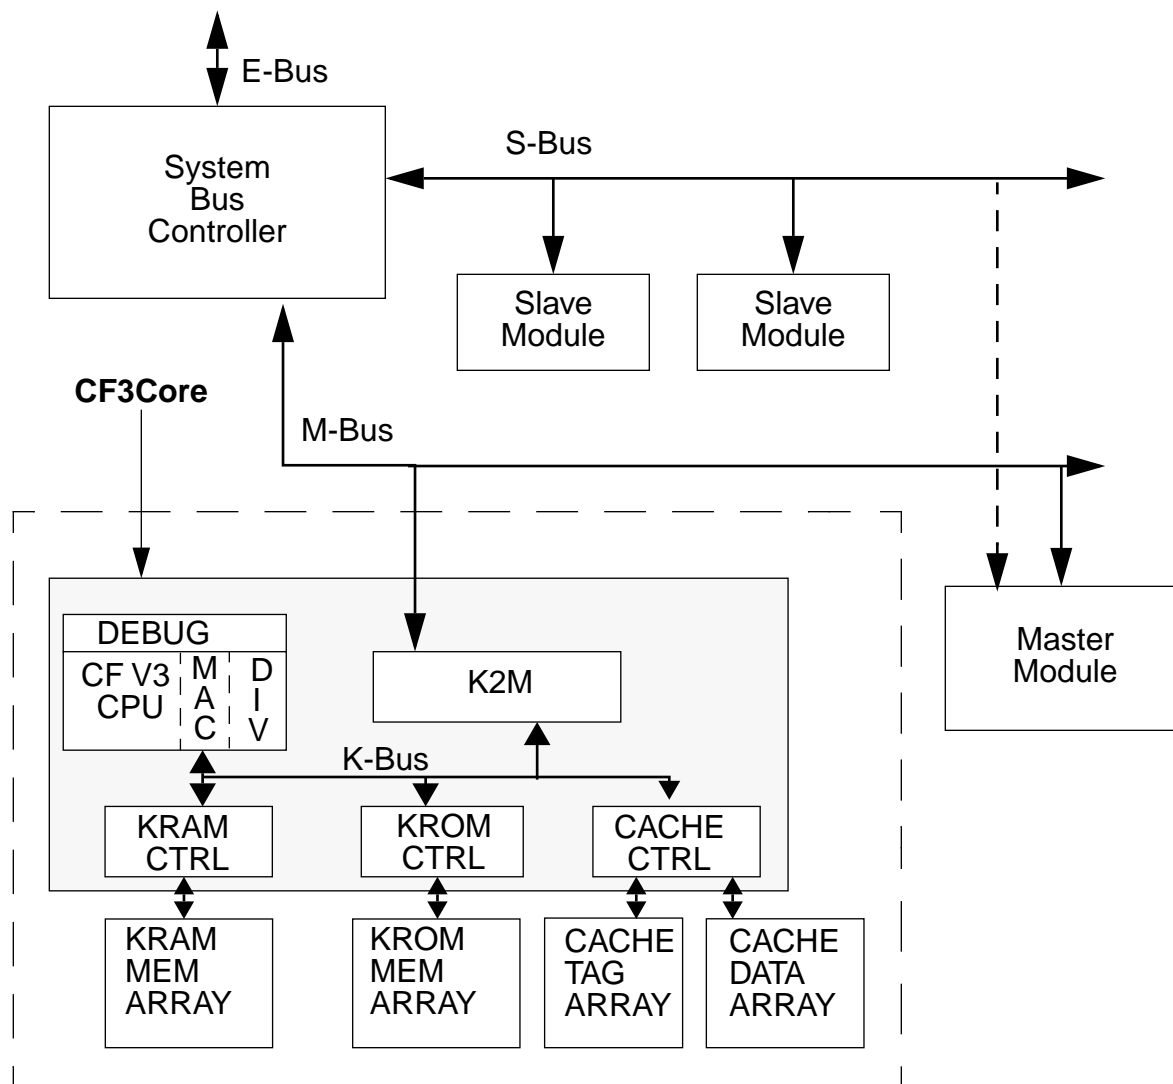 E-Bus
System
Bus
Controller
S-Bus
Slave
Module
Slave
Module
CF3Core
M-Bus
DEBUG
CF V3
CPU
M
A
C
D
I
V
K2M
Master
Module
K-Bus
KRAM
CTRL
KROM
CTRL
CACHE
CTRL
KRAM
MEM
ARRAY
KROM
MEM
ARRAY
CACHE
TAG
ARRAY
CACHE
DATA
ARRAY